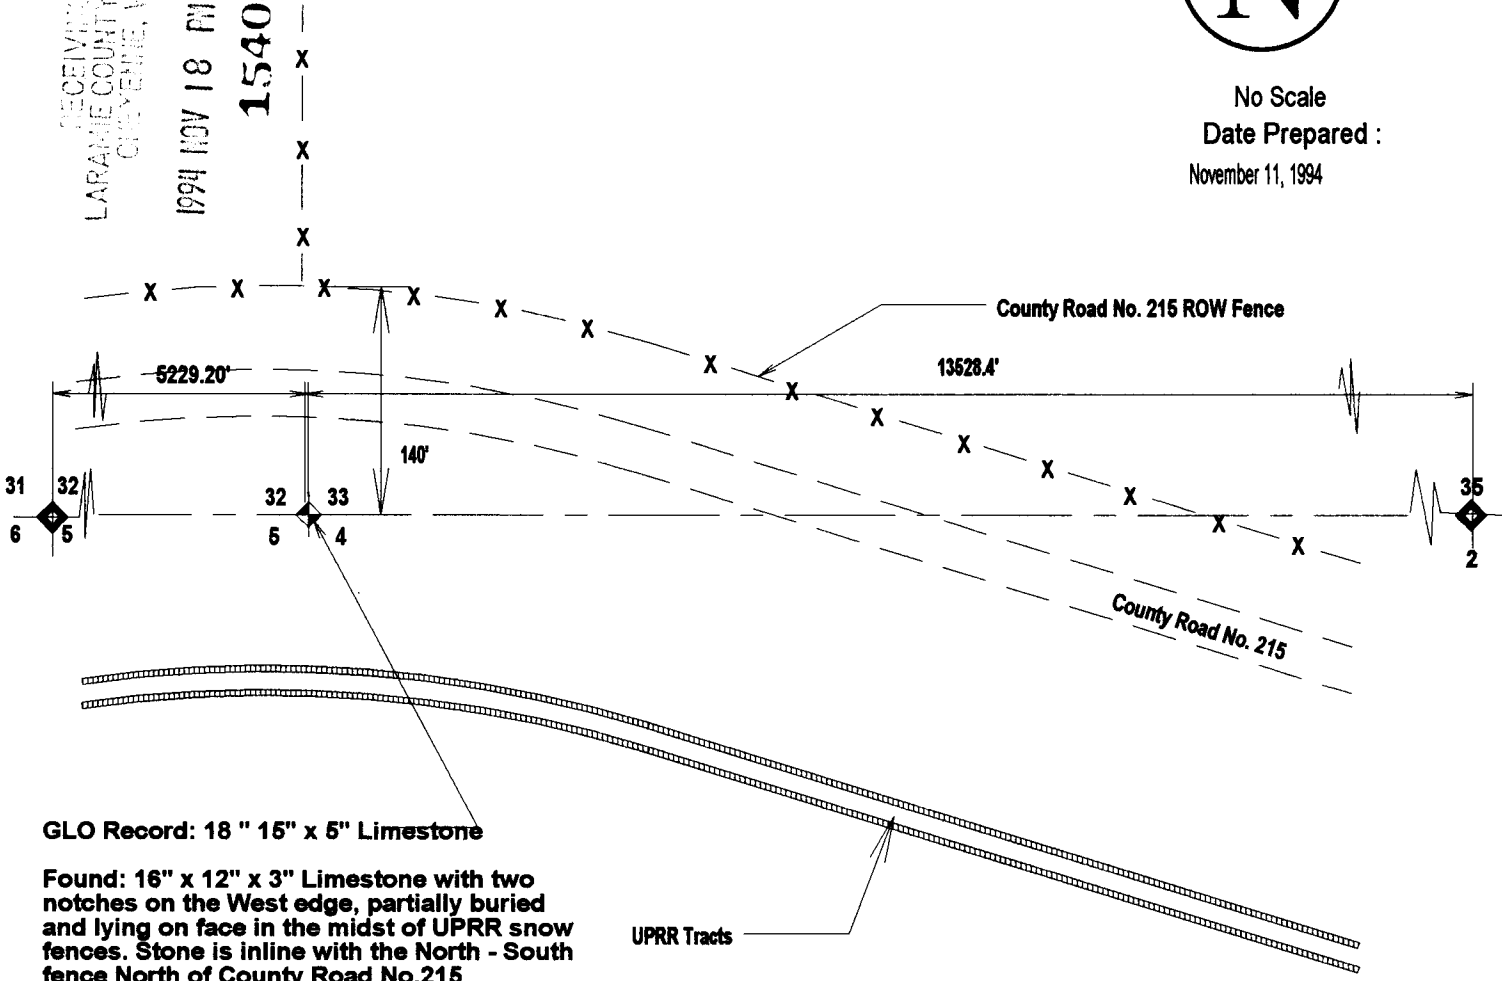 LARAMIE COUNTY
1994 NOV 18 PM
1540
N
No Scale
Date Prepared :
November 11, 1994
County Road No. 215 ROW Fence
5229.20'
13528.4'
140'
31 32
32 33
35
6 5
5 4
2
County Road No. 215
GLO Record: 18 " 15" x 5" Limestone
Found: 16" x 12" x 3" Limestone with two
notches on the West edge, partially buried
and lying on face in the midst of UPRR snow
fences. Stone is inline with the North - South
fence North of County Road No.215
UPRR Tracts